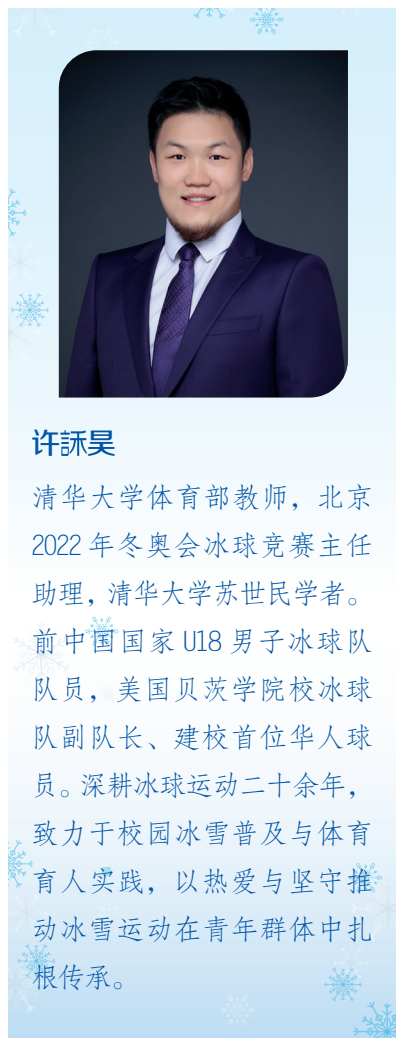 许訸昊
清华大学体育部教师，北京
2022 年冬奥会冰球竞赛主任
助理，清华大学苏世民学者。
前中国国家 U18 男子冰球队
队员，美国贝茨学院校冰球
队副队长、建校首位华人球
员。深耕冰球运动二十余年，
致力于校园冰雪普及与体育
育人实践，以热爱与坚守推
动冰雪运动在青年群体中扎
根传承。